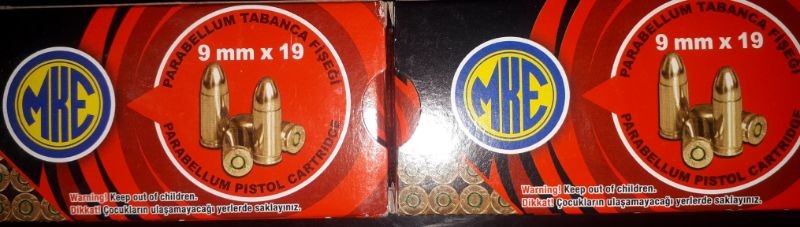 PARABELLUM TABANCA FİŞEĞİ
9 mm x 19
MKE
PARABELLUM PISTOL CARTRIDGE
Warning! Keep out of children.
Dikkat! Çocukların ulaşamayacağı yerlerde saklayınız.
PARABELLUM TABANCA FİŞEĞİ
9 mm x 19
MKE
PARABELLUM PISTOL CARTRIDGE
Warning! Keep out of children.
Dikkat! Çocukların ulaşamayacağı yerlerde saklayınız.